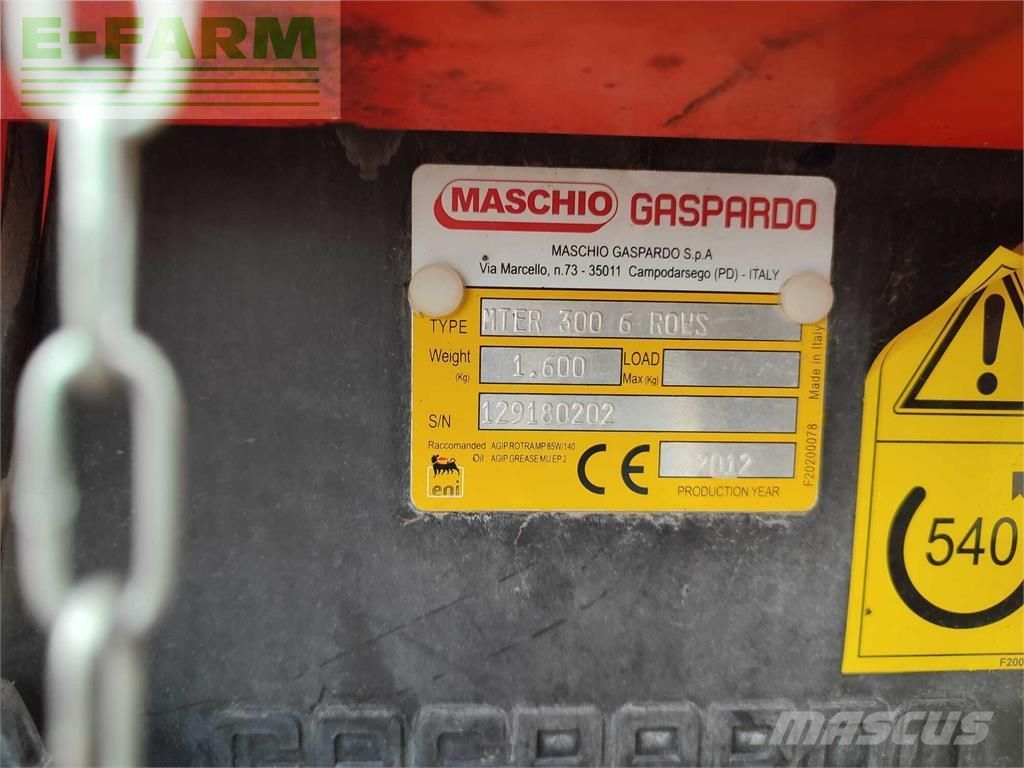 E-FARM
MASCHIO GASPARDO
MASCHIO GASPARDO S.p.A
Via Marcello, n.73 - 35011 Campodarsego (PD) - ITALY
TYPE MTER 300 6 ROWS
Weight (Kg) 1.600 LOAD Max (Kg)
S/N 129180202
Raccomanded AGIP ROTRA MP 85W/140
Oil: AGIP GREASE MU EP 2
eni
CE 2012
PRODUCTION YEAR
Made in Italy
F20200078
540
GASPARDO
MASCUS